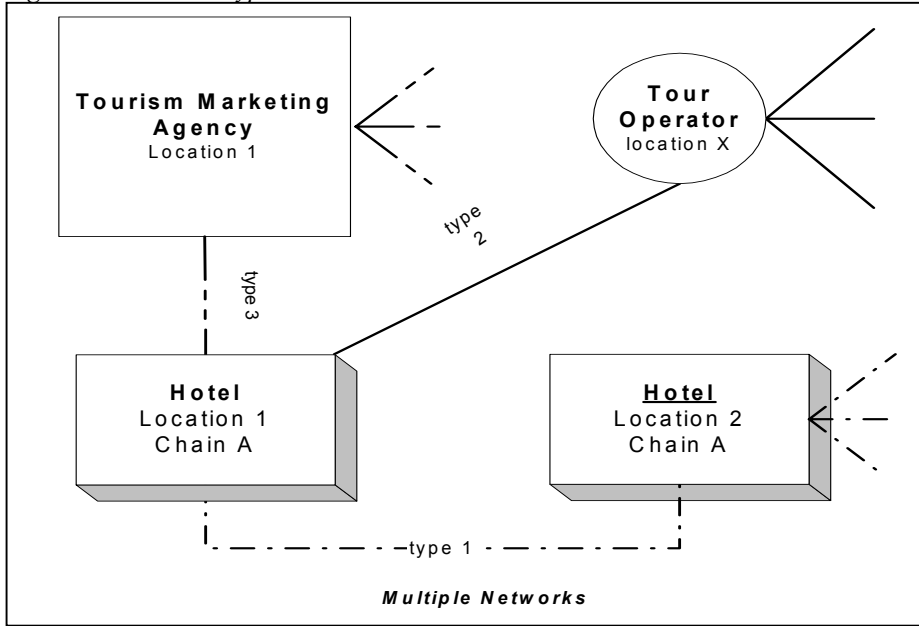 Tourism Marketing
Agency
Location 1
Tour
Operator
location X
type
2
type 3
Hotel
Location 1
Chain A
Hotel
Location 2
Chain A
type 1
Multiple Networks